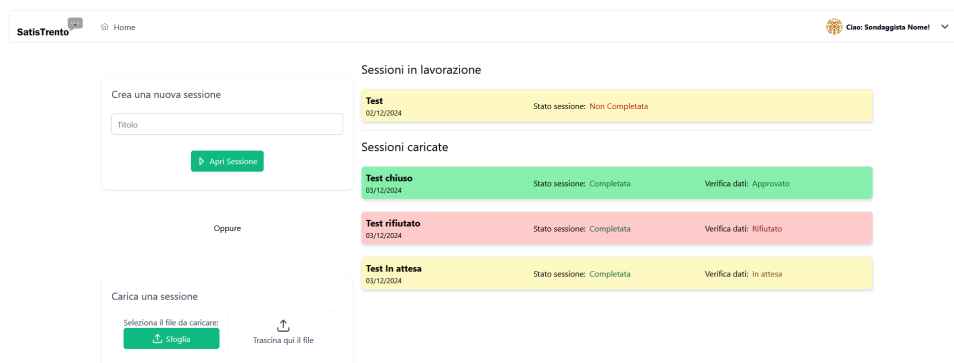 SatisTrento
Home
Ciao: Sondaggista Nome!
Crea una nuova sessione
Titolo
Apri Sessione
Oppure
Carica una sessione
Seleziona il file da caricare:
Sfoglia
Trascina qui il file
Sessioni in lavorazione
Test
02/12/2024
Stato sessione: Non Completata
Sessioni caricate
Test chiuso
03/12/2024
Stato sessione: Completata
Verifica dati: Approvato
Test rifiutato
03/12/2024
Stato sessione: Completata
Verifica dati: Rifiutato
Test In attesa
03/12/2024
Stato sessione: Completata
Verifica dati: In attesa